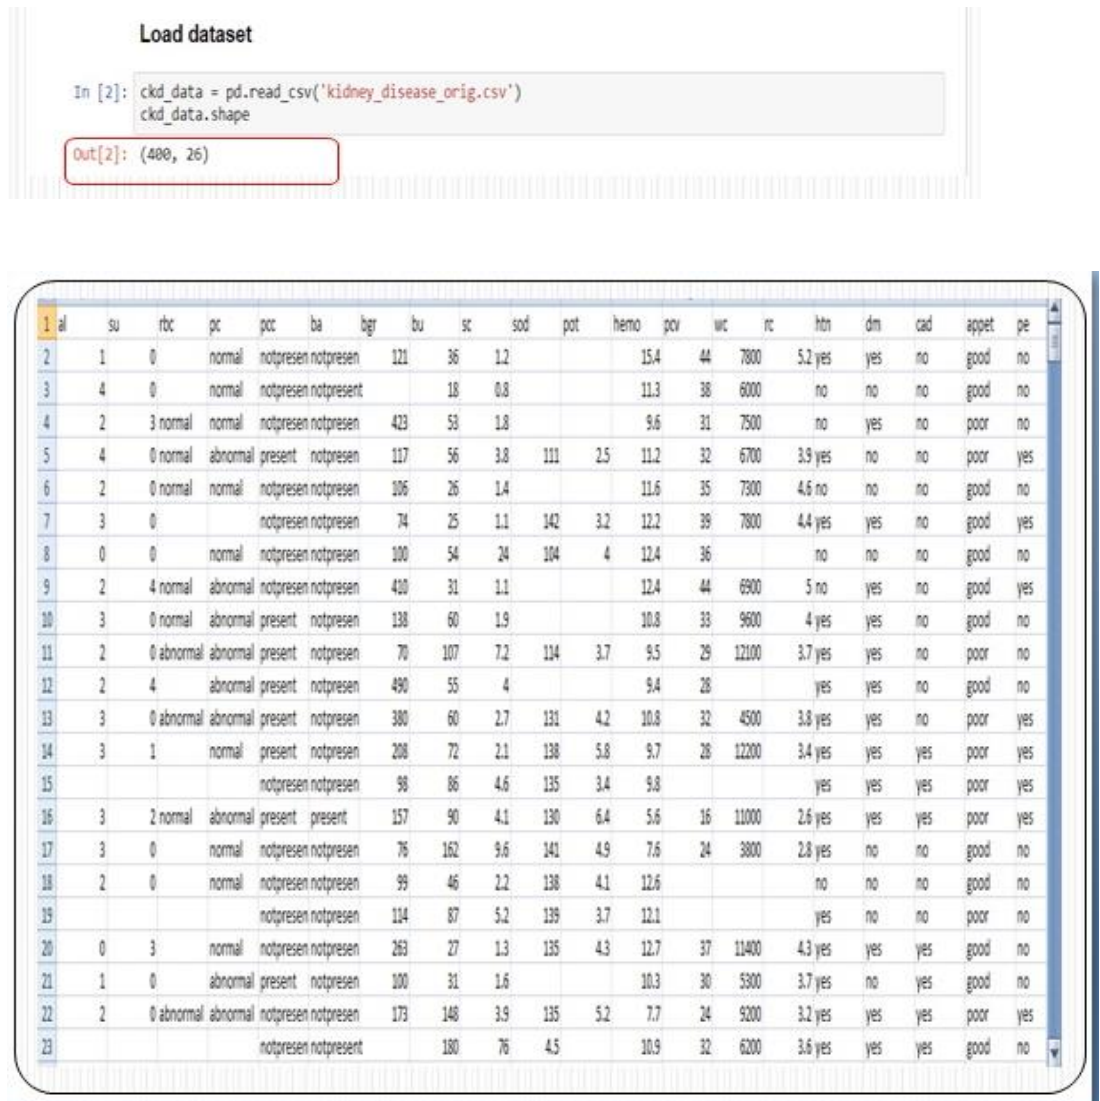 Load dataset
In [2]: ckd_data = pd.read_csv('kidney_disease_orig.csv')
ckd_data.shape
Out[2]: (400, 26)
1 al su rbc pc pcc ba bgr bu sc sod pot hemo pcv wc rc htn dm cad appet pe
2 1 0 normal notpresen notpresen 121 36 1.2 15.4 44 7800 5.2 yes yes no good no
3 4 0 normal notpresen notpresent 18 0.8 11.3 38 6000 no no no good no
4 2 3 normal normal notpresen notpresen 423 53 1.8 9.6 31 7500 no yes no poor no
5 4 0 normal abnormal present notpresen 117 56 3.8 111 2.5 11.2 32 6700 3.9 yes no no poor yes
6 2 0 normal normal notpresen notpresen 106 26 1.4 11.6 35 7300 4.6 no no no good no
7 3 0 notpresen notpresen 74 25 1.1 142 3.2 12.2 39 7800 4.4 yes yes no good yes
8 0 0 normal notpresen notpresen 100 54 24 104 4 12.4 36 no no no good no
9 2 4 normal abnormal notpresen notpresen 410 31 1.1 12.4 44 6900 5 no yes no good yes
10 3 0 normal abnormal present notpresen 138 60 1.9 10.8 33 9600 4 yes yes no good no
11 2 0 abnormal abnormal present notpresen 70 107 7.2 114 3.7 9.5 29 12100 3.7 yes yes no poor no
12 2 4 abnormal present notpresen 490 55 4 9.4 28 yes yes no good no
13 3 0 abnormal abnormal present notpresen 380 60 2.7 131 4.2 10.8 32 4500 3.8 yes yes no poor yes
14 3 1 normal present notpresen 208 72 2.1 138 5.8 9.7 28 12200 3.4 yes yes yes poor yes
15 notpresen notpresen 98 86 4.6 135 3.4 9.8 yes yes yes poor yes
16 3 2 normal abnormal present present 157 90 4.1 130 6.4 5.6 16 11000 2.6 yes yes yes poor yes
17 3 0 normal notpresen notpresen 76 162 9.6 141 4.9 7.6 24 3800 2.8 yes no no good no
18 2 0 normal notpresen notpresen 99 46 2.2 138 4.1 12.6 no no no good no
19 notpresen notpresen 114 87 5.2 139 3.7 12.1 yes no no poor no
20 0 3 normal notpresen notpresen 263 27 1.3 135 4.3 12.7 37 11400 4.3 yes yes yes good no
21 1 0 abnormal present notpresen 100 31 1.6 10.3 30 5300 3.7 yes no yes good no
22 2 0 abnormal abnormal notpresen notpresen 173 148 3.9 135 5.2 7.7 24 9200 3.2 yes yes yes poor yes
23 notpresen notpresent 180 76 4.5 10.9 32 6200 3.6 yes yes yes good no